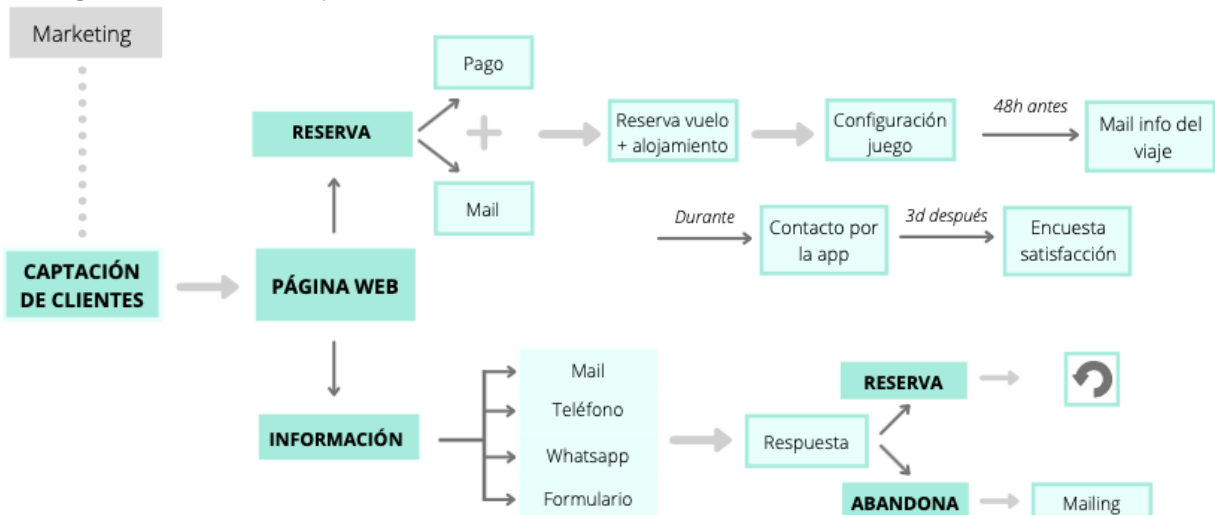 Marketing
CAPTACIÓN
DE CLIENTES
PÁGINA WEB
RESERVA
Pago
Mail
Reserva vuelo
+ alojamiento
Configuración
juego
48h antes
Mail info del
viaje
Durante
Contacto por
la app
3d después
Encuesta
satisfacción
INFORMACIÓN
Mail
Teléfono
Whatsapp
Formulario
Respuesta
RESERVA
ABANDONA
Mailing